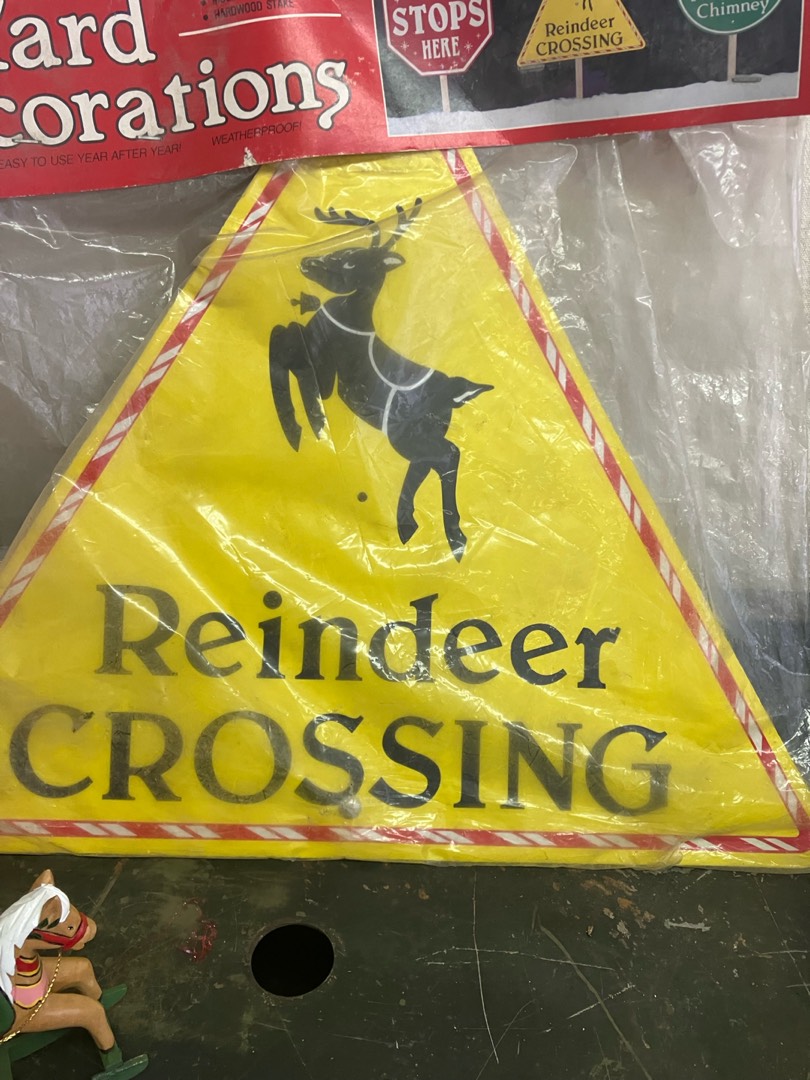 HARDWOOD STAKE
ard
corations
EASY TO USE YEAR AFTER YEAR! WEATHERPROOF!
STOPS
HERE
Reindeer
CROSSING
Chimney
Reindeer
CROSSING